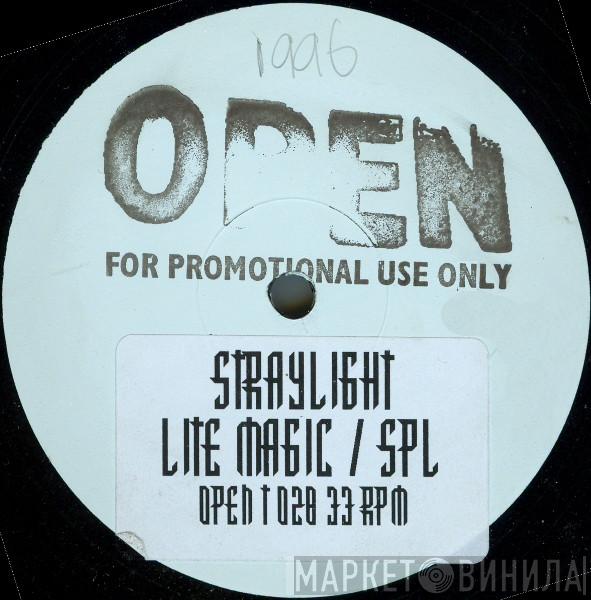 1996
OPEN
FOR PROMOTIONAL USE ONLY
STRAYLIGHT
LITE MAGIC / SPL
OPEN T 028 33 RPM
МАРКЕТ ВИНИЛА